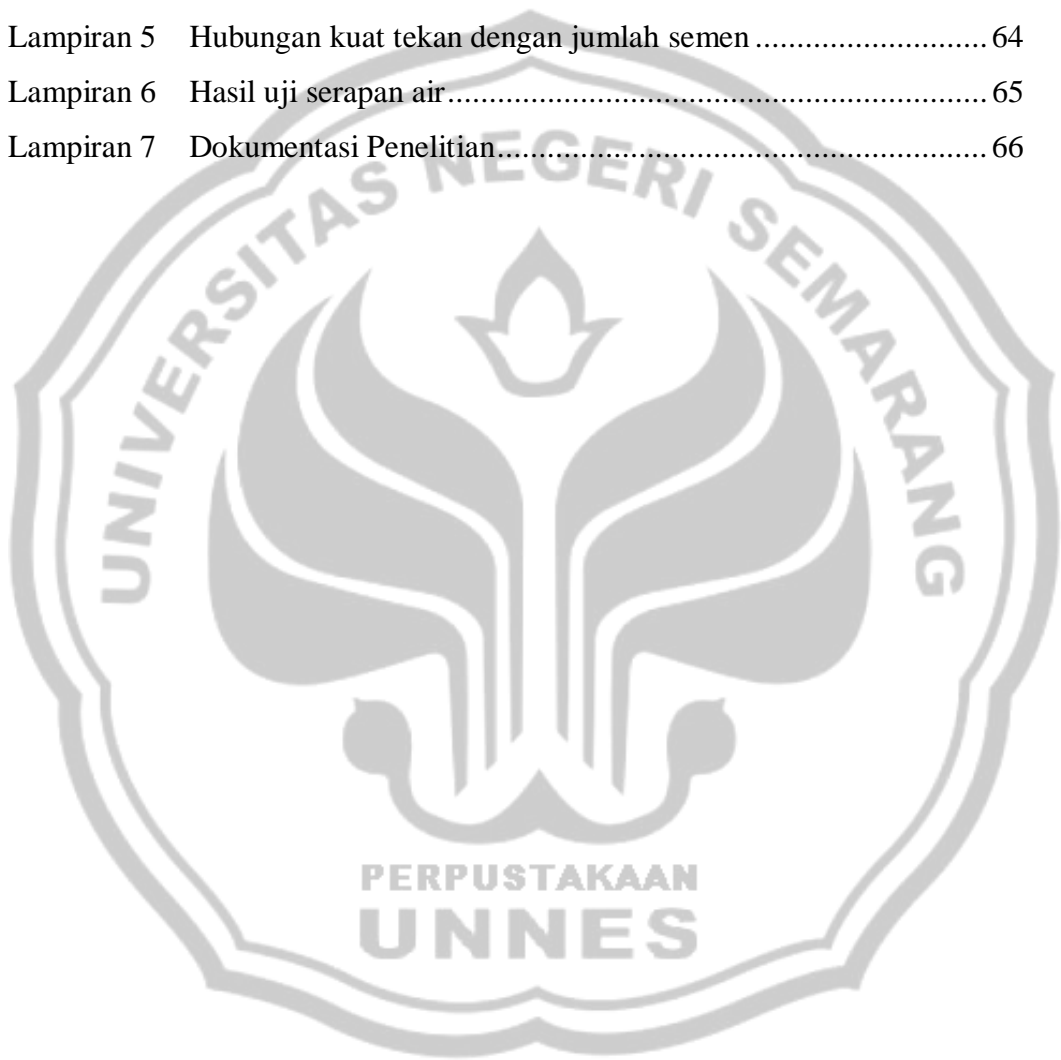 Lampiran 5 Hubungan kuat tekan dengan jumlah semen ............................. 64
Lampiran 6 Hasil uji serapan air.................................................................... 65
Lampiran 7 Dokumentasi Penelitian.............................................................. 66
UNIVERSITAS NEGERI SEMARANG
PERPUSTAKAAN
UNNES